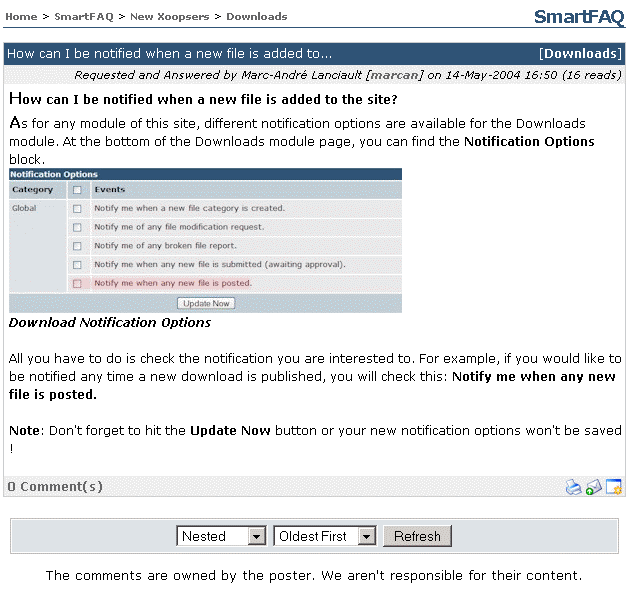 Home > SmartFAQ > New Xoopsers > Downloads
SmartFAQ
How can I be notified when a new file is added to...
[Downloads]
Requested and Answered by Marc-André Lanciault [marcan] on 14-May-2004 16:50 (16 reads)
How can I be notified when a new file is added to the site?
As for any module of this site, different notification options are available for the Downloads
module. At the bottom of the Downloads module page, you can find the Notification Options
block.
Notification Options
Category Events
Global Notify me when a new file category is created.
Notify me of any file modification request.
Notify me of any broken file report.
Notify me when any new file is submitted (awaiting approval).
Notify me when any new file is posted.
Update Now
Download Notification Options
All you have to do is check the notification you are interested to. For example, if you would like to
be notified any time a new download is published, you will check this: Notify me when any new
file is posted.
Note: Don't forget to hit the Update Now button or your new notification options won't be saved
!
0 Comment(s)
Nested Oldest First Refresh
The comments are owned by the poster. We aren't responsible for their content.